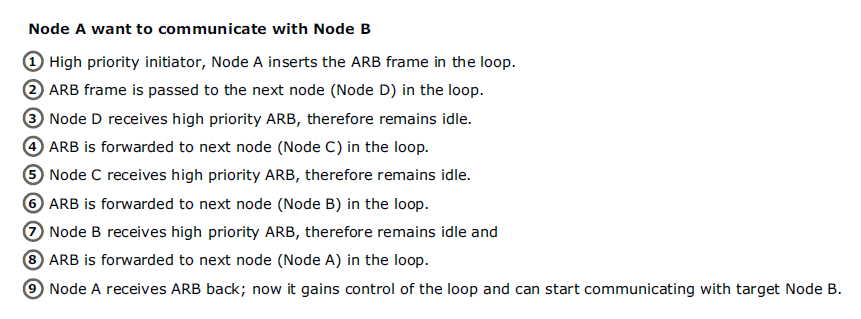 Node A want to communicate with Node B
1 High priority initiator, Node A inserts the ARB frame in the loop.
2 ARB frame is passed to the next node (Node D) in the loop.
3 Node D receives high priority ARB, therefore remains idle.
4 ARB is forwarded to next node (Node C) in the loop.
5 Node C receives high priority ARB, therefore remains idle.
6 ARB is forwarded to next node (Node B) in the loop.
7 Node B receives high priority ARB, therefore remains idle and
8 ARB is forwarded to next node (Node A) in the loop.
9 Node A receives ARB back; now it gains control of the loop and can start communicating with target Node B.